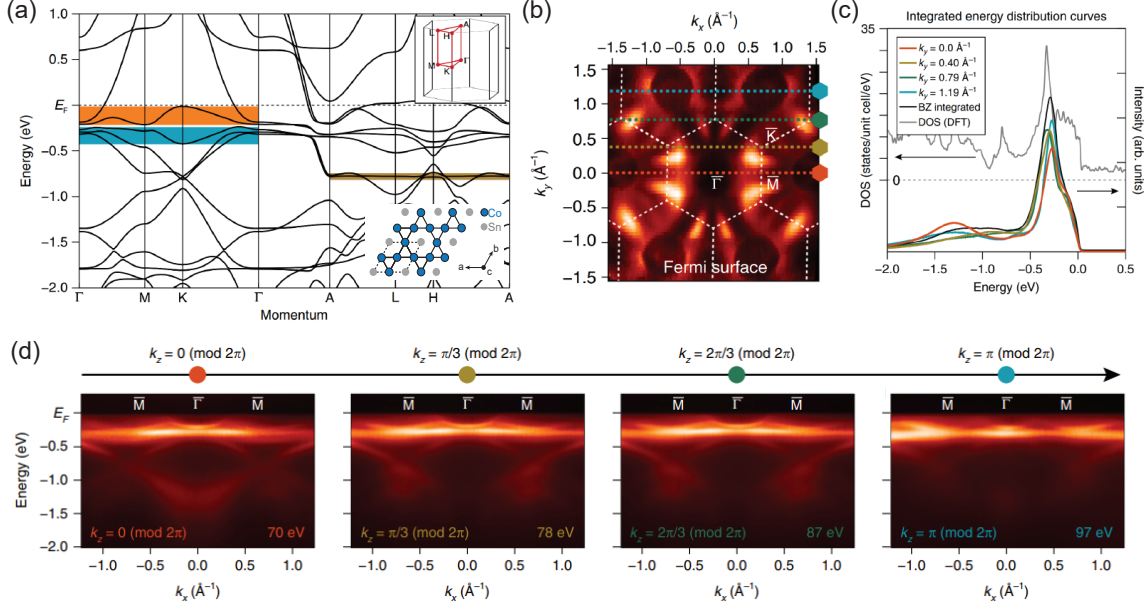 (a)
1.0
0.5
E_F
−0.5
−1.0
−1.5
−2.0
Energy (eV)
Γ M K Γ A L H A
Momentum
A
L
H
Γ
M
K
Co
Sn
a
b
c
(b)
k_x (Å⁻¹)
−1.5 −1.0 −0.5 0.0 0.5 1.0 1.5
1.5
1.0
0.5
0.0
−0.5
−1.0
−1.5
k_y (Å⁻¹)
K̅
Γ̅
M̅
Fermi surface
(c)
Integrated energy distribution curves
35
0
DOS (states/unit cell/eV)
k_y = 0.0 Å⁻¹
k_y = 0.40 Å⁻¹
k_y = 0.79 Å⁻¹
k_y = 1.19 Å⁻¹
BZ integrated
DOS (DFT)
Intensity (arb. units)
−2.0 −1.5 −1.0 −0.5 0.0 0.5
Energy (eV)
(d)
k_z = 0 (mod 2π)
k_z = π/3 (mod 2π)
k_z = 2π/3 (mod 2π)
k_z = π (mod 2π)
E_F
−0.5
−1.0
−1.5
−2.0
Energy (eV)
M̅ Γ̅ M̅
k_z = 0 (mod 2π) 70 eV
−1.0 −0.5 0.0 0.5 1.0
k_x (Å⁻¹)
M̅ Γ̅ M̅
k_z = π/3 (mod 2π) 78 eV
−1.0 −0.5 0.0 0.5 1.0
k_x (Å⁻¹)
M̅ Γ̅ M̅
k_z = 2π/3 (mod 2π) 87 eV
−1.0 −0.5 0.0 0.5 1.0
k_x (Å⁻¹)
M̅ Γ̅ M̅
k_z = π (mod 2π) 97 eV
−1.0 −0.5 0.0 0.5 1.0
k_x (Å⁻¹)